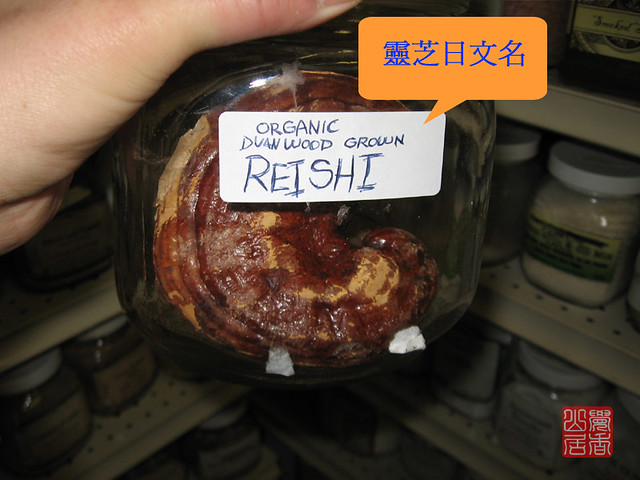 靈芝日文名
ORGANIC
DUANWOOD GROWN
REISHI